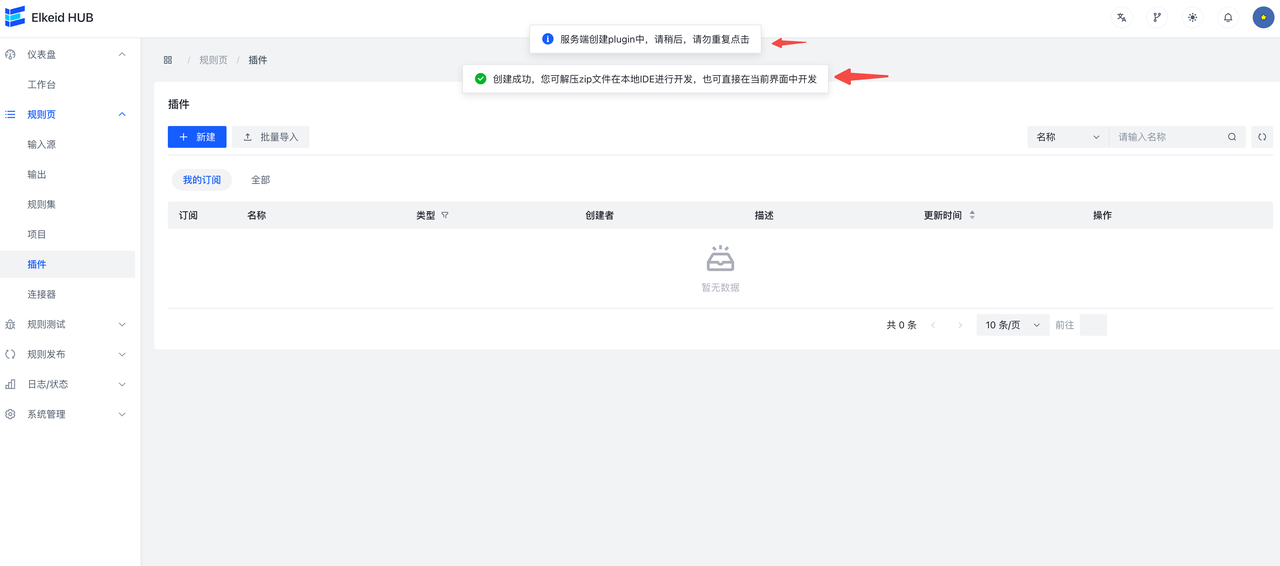 Elkeid HUB
服务端创建plugin中，请稍后，请勿重复点击
创建成功，您可解压zip文件在本地IDE进行开发，也可直接在当前界面中开发
仪表盘
工作台
规则页
输入源
输出
规则集
项目
插件
连接器
规则测试
规则发布
日志/状态
系统管理
规则页 / 插件
插件
新建 批量导入 名称 请输入名称
我的订阅 全部
订阅 名称 类型 创建者 描述 更新时间 操作
暂无数据
共 0 条 10 条/页 前往